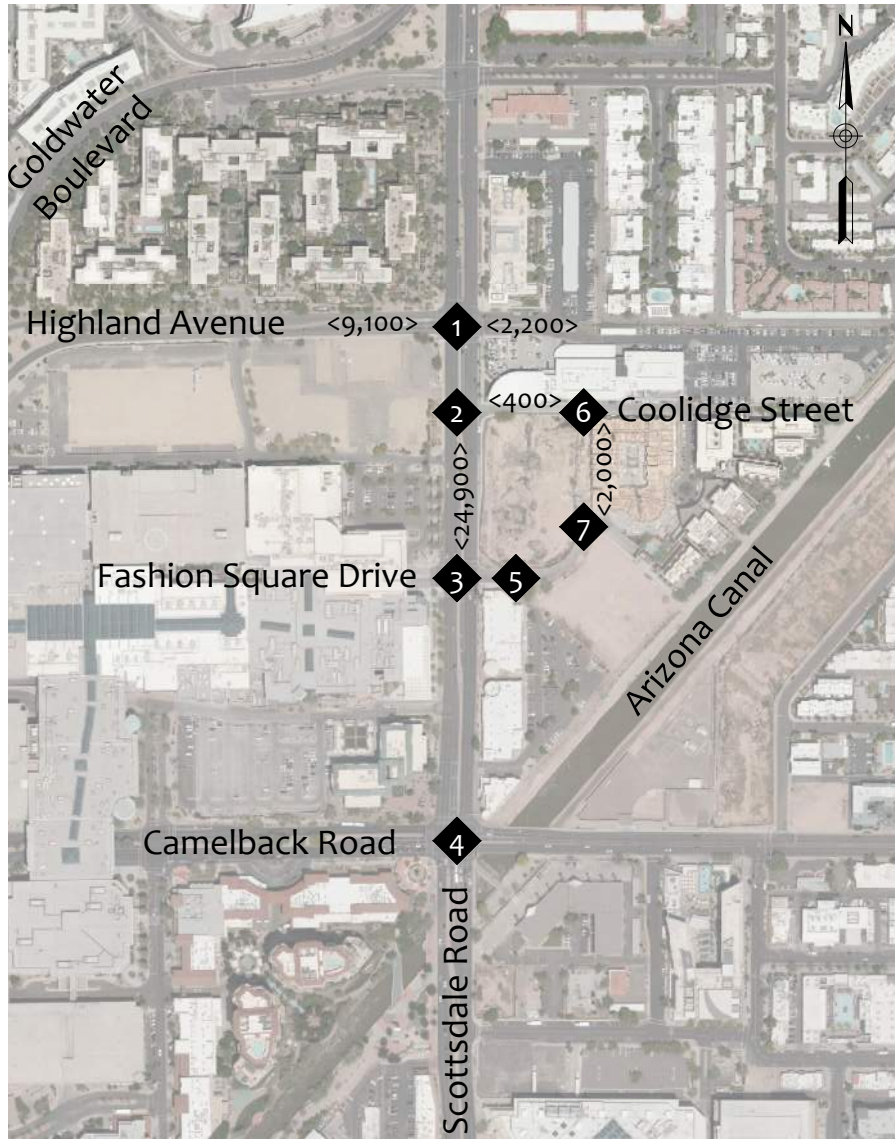 N
Goldwater
Boulevard
Highland Avenue <9,100> 1 <2,200>
2 <400> 6 Coolidge Street
<24,900>
<2,000>
7
Fashion Square Drive 3 5
Arizona Canal
Camelback Road 4
Scottsdale Road